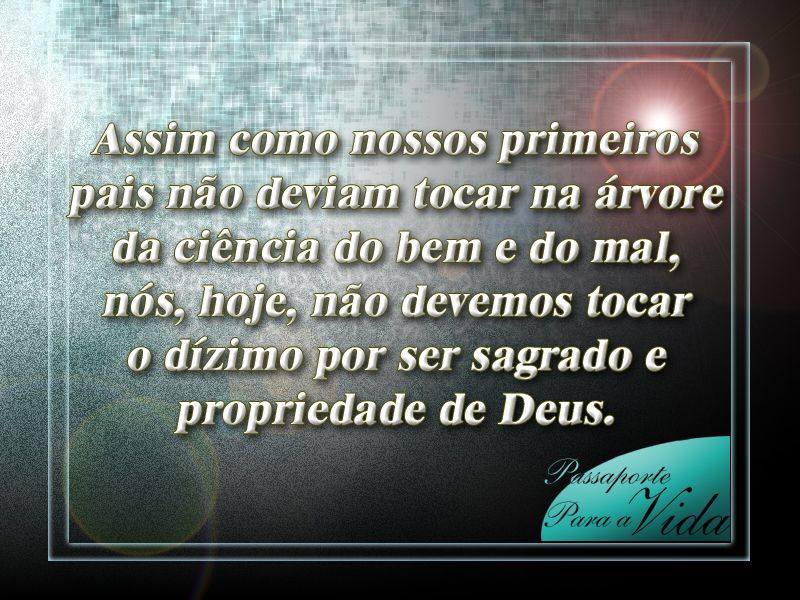 Assim como nossos primeiros
pais não deviam tocar na árvore
da ciência do bem e do mal,
nós, hoje, não devemos tocar
o dízimo por ser sagrado e
propriedade de Deus.
Passaporte
Para a Vida